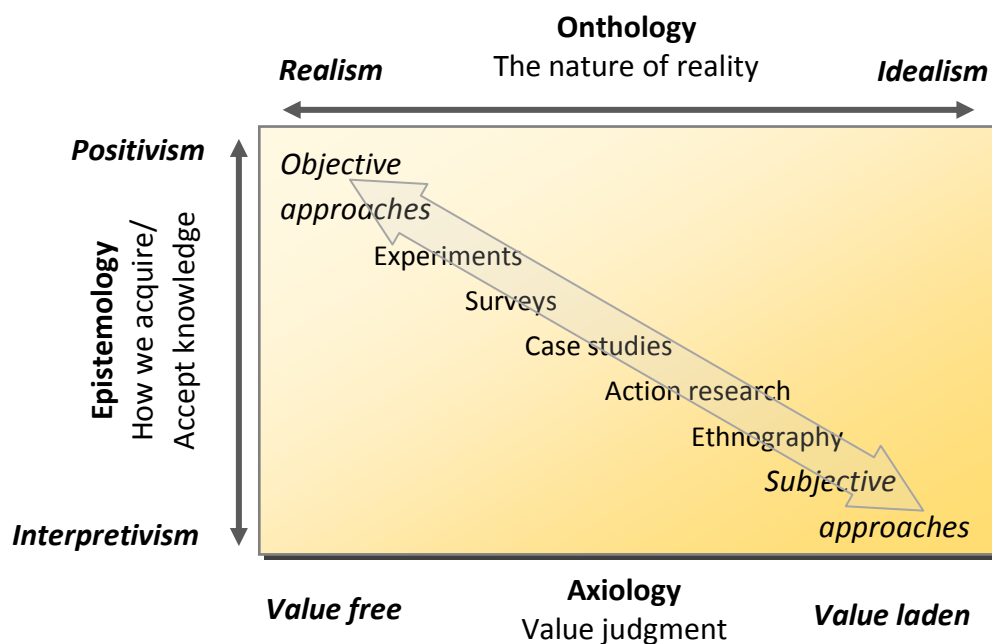 Onthology
Realism The nature of reality Idealism
Positivism
Objective
approaches
Experiments
Surveys
Case studies
Action research
Ethnography
Subjective
approaches
Epistemology
How we acquire/
Accept knowledge
Interpretivism
Axiology
Value free Value judgment Value laden